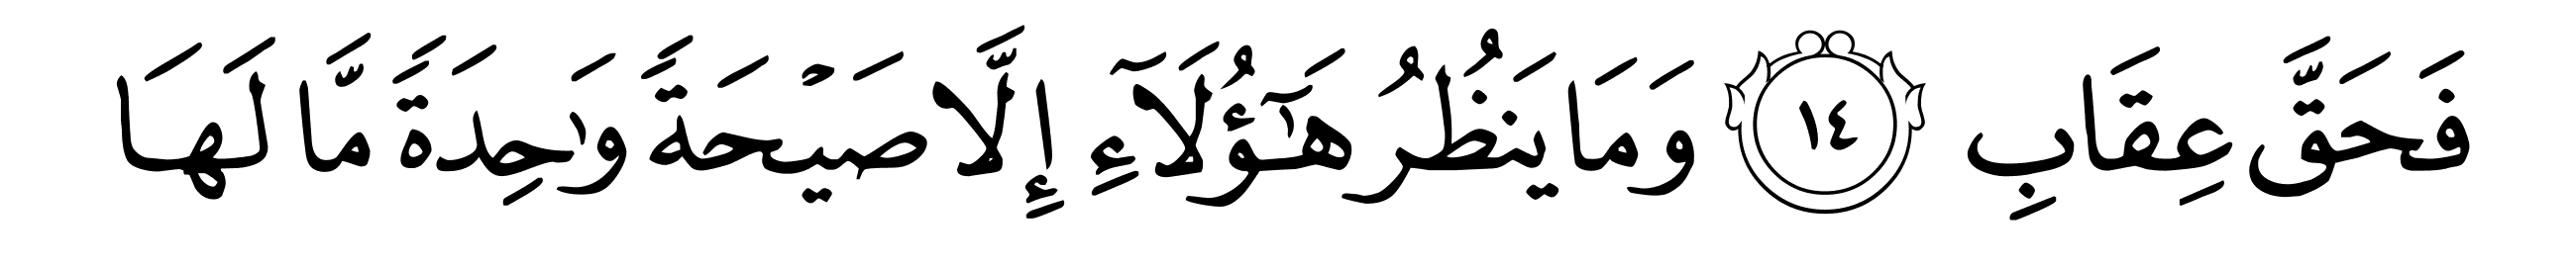 فَحَقَّ عِقَابِ ١٤ وَمَا يَنظُرُ هَـٰٓؤُلَآءِ إِلَّا صَيْحَةً وَٰحِدَةً مَّا لَهَا